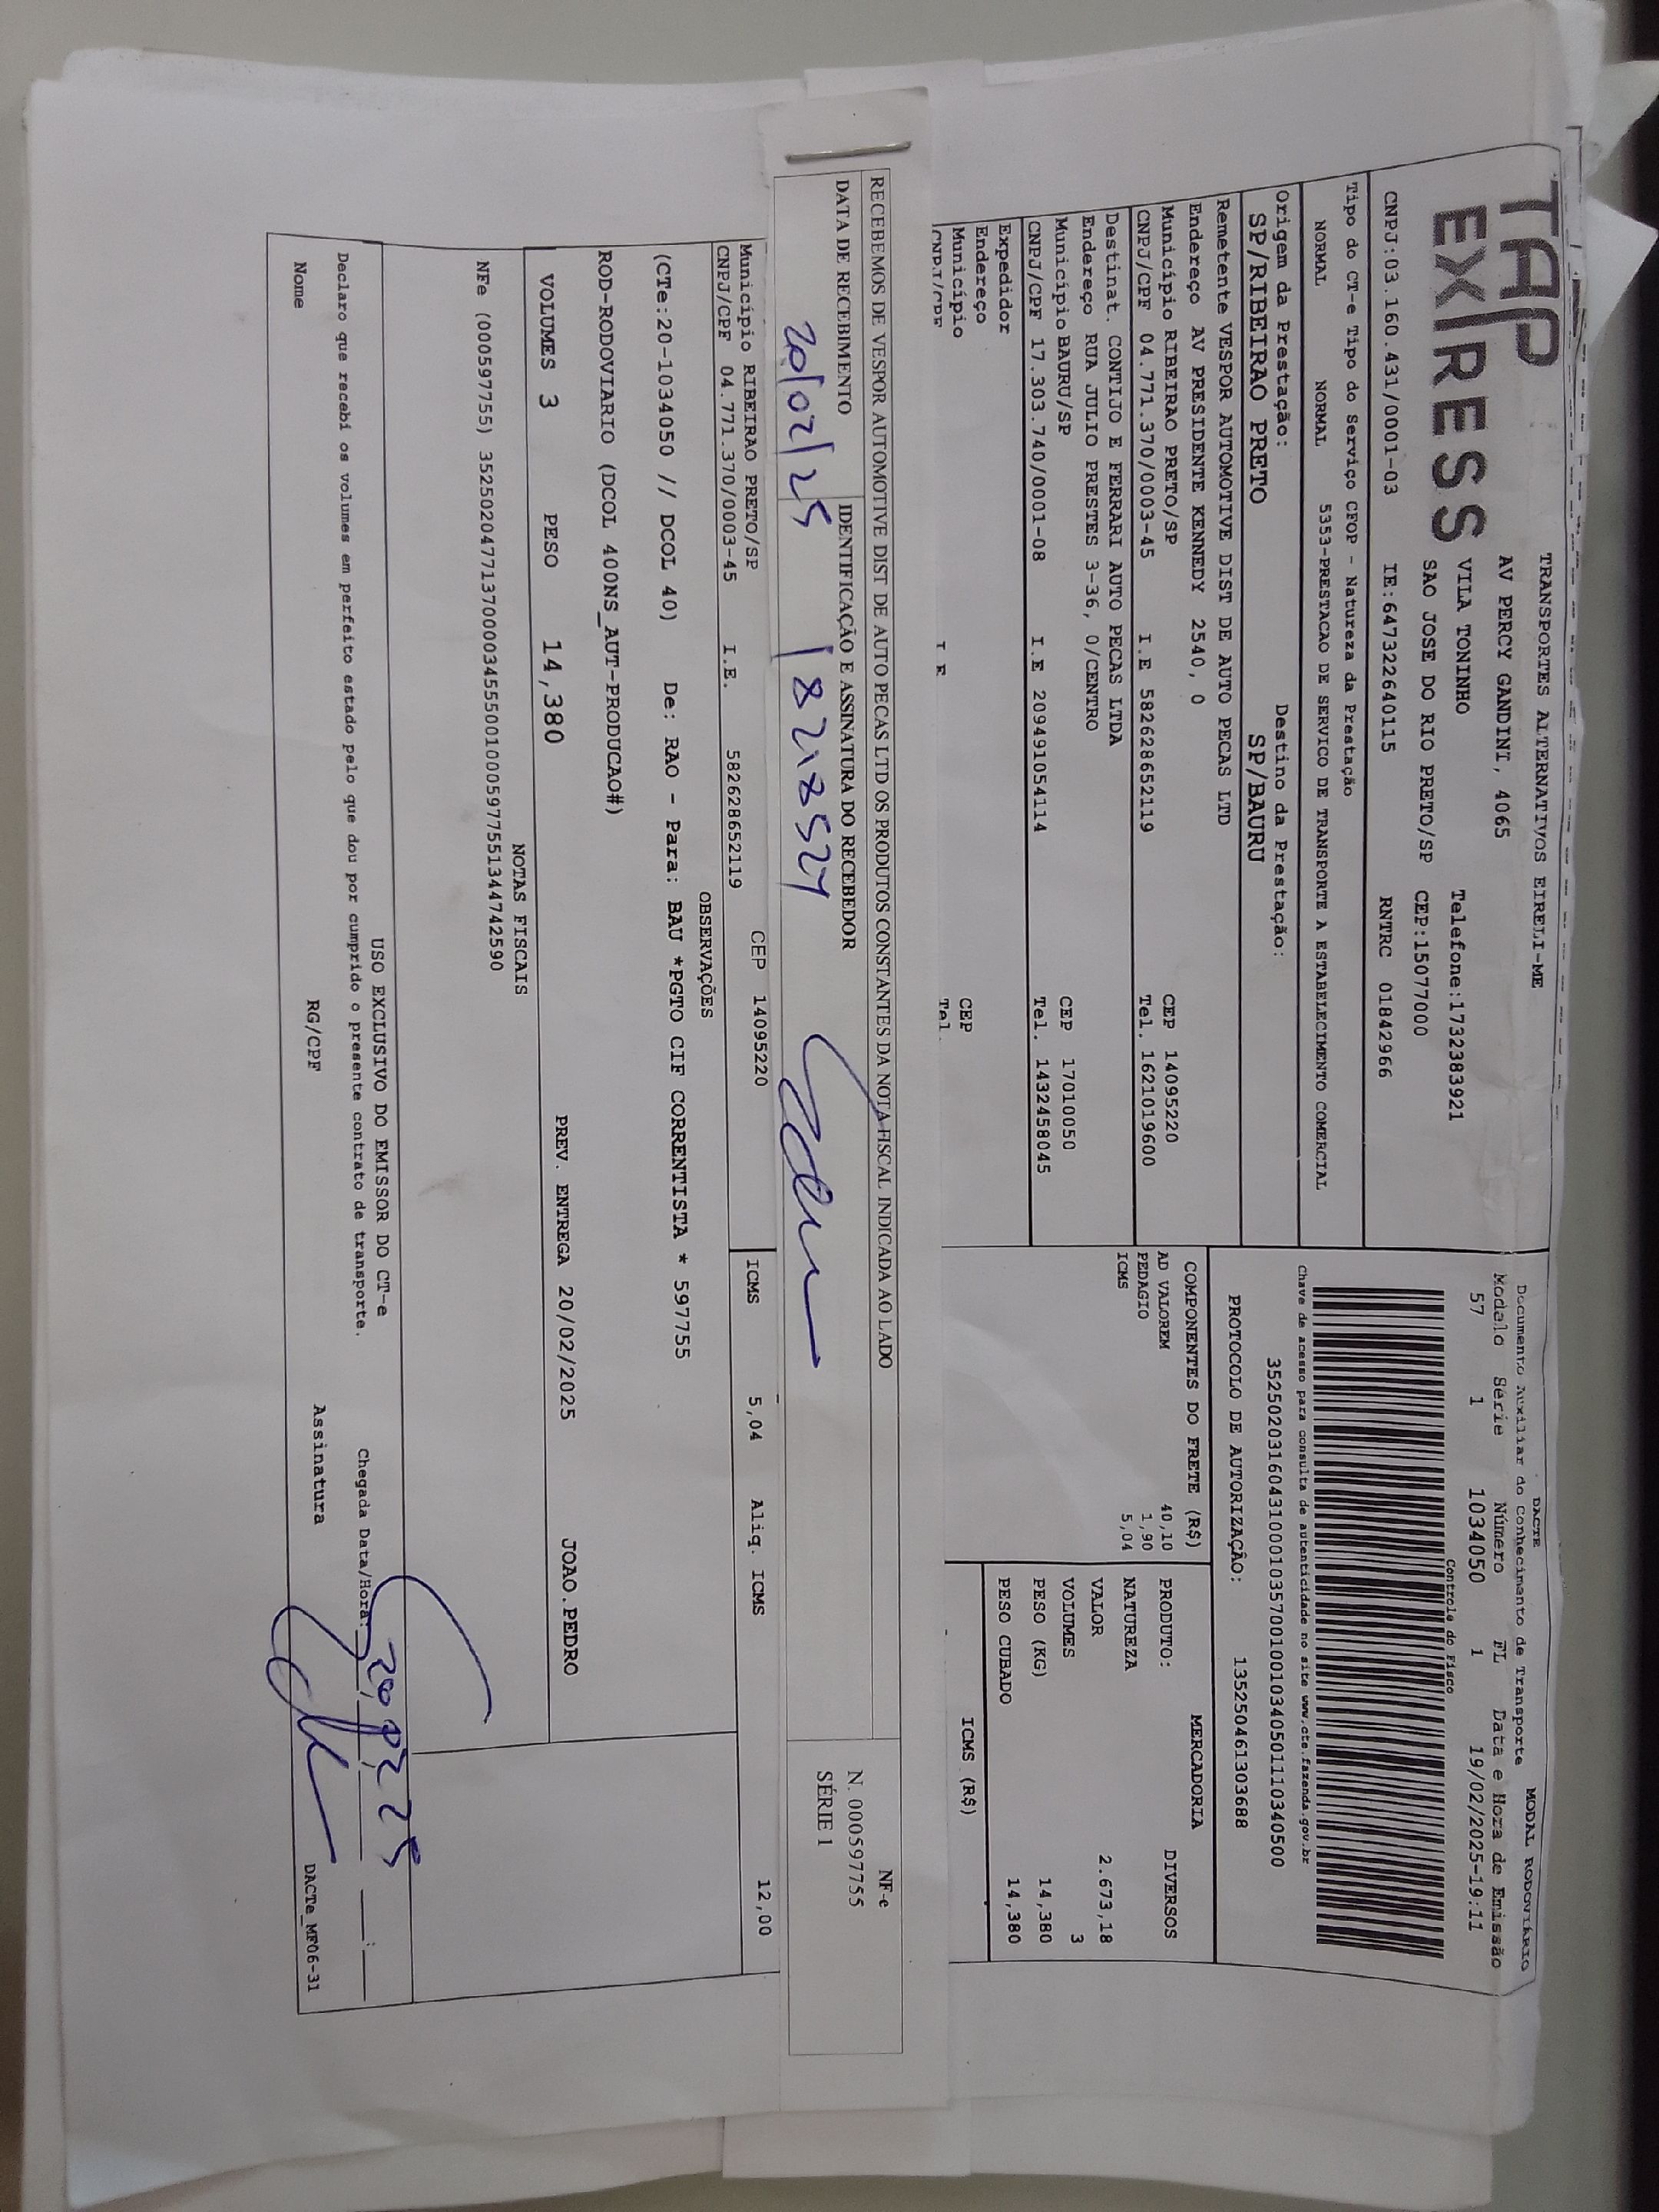 TAP
EXPRESS
TRANSPORTES ALTERNATIVOS EIRELI-ME
AV PERCY GANDINI, 4065
VILA TONINHO Telefone:1732383921
SAO JOSE DO RIO PRETO/SP CEP:15077000
CNPJ:03.160.431/0001-03 IE:647322640115 RNTRC 01842966
DACTE MODAL RODOVIÁRIO
Documento Auxiliar do Conhecimento de Transporte
Modelo Série Número FL Data e Hora de Emissão
57 1 1034050 1 19/02/2025-19:11
Controle do Fisco
Tipo do CT-e Tipo do Serviço CFOP - Natureza da Prestação
NORMAL NORMAL 5353-PRESTACAO DE SERVICO DE TRANSPORTE A ESTABELECIMENTO COMERCIAL
Chave de acesso para consulta de autenticidade no site www.cte.fazenda.gov.br
35250203160431000103570010010340501110340500
Origem da Prestação: Destino da Prestação:
SP/RIBEIRAO PRETO SP/BAURU
PROTOCOLO DE AUTORIZAÇÃO: 135250461303688
Remetente VESPOR AUTOMOTIVE DIST DE AUTO PECAS LTD
Endereço AV PRESIDENTE KENNEDY 2540, 0
Município RIBEIRAO PRETO/SP CEP 14095220
CNPJ/CPF 04.771.370/0003-45 I.E 582628652119 Tel. 1621019600
Destinat. CONTIJO E FERRARI AUTO PECAS LTDA
Endereço RUA JULIO PRESTES 3-36, 0/CENTRO
Município BAURU/SP CEP 17010050
CNPJ/CPF 17.303.740/0001-08 I.E 209491054114 Tel. 1432458045
Expedidor
Endereço
Município CEP
CNPJ/CPF I E Tel
COMPONENTES DO FRETE (R$)
AD VALOREM 40,10
PEDAGIO 1,90
ICMS 5,04
MERCADORIA
PRODUTO: DIVERSOS
NATUREZA
VALOR 2.673,18
VOLUMES 3
PESO (KG) 14,380
PESO CUBADO 14,380
ICMS (R$)
RECEBEMOS DE VESPOR AUTOMOTIVE DIST DE AUTO PECAS LTD OS PRODUTOS CONSTANTES DA NOTA FISCAL INDICADA AO LADO
DATA DE RECEBIMENTO IDENTIFICAÇÃO E ASSINATURA DO RECEBEDOR
20/02/25
NF-e
N. 000597755
SÉRIE 1
Município RIBEIRAO PRETO/SP CEP 14095220
CNPJ/CPF 04.771.370/0003-45 I.E. 582628652119
ICMS 5,04 Aliq. ICMS 12,00
OBSERVAÇÕES
(CTe:20-1034050 // DCOL 40) De: RAO - Para: BAU *PGTO CIF CORRENTISTA * 597755
ROD-RODOVIARIO (DCOL 400NS_AUT-PRODUCAO#)
VOLUMES 3 PESO 14,380 PREV. ENTREGA 20/02/2025 JOAO.PEDRO
NOTAS FISCAIS
NFe (000597755) 35250204771370000345550010005977551344742590
USO EXCLUSIVO DO EMISSOR DO CT-e
Declaro que recebi os volumes em perfeito estado pelo que dou por cumprido o presente contrato de transporte. Chegada Data/Hora: 20 02 25
Nome RG/CPF Assinatura DACTe_MF06-31